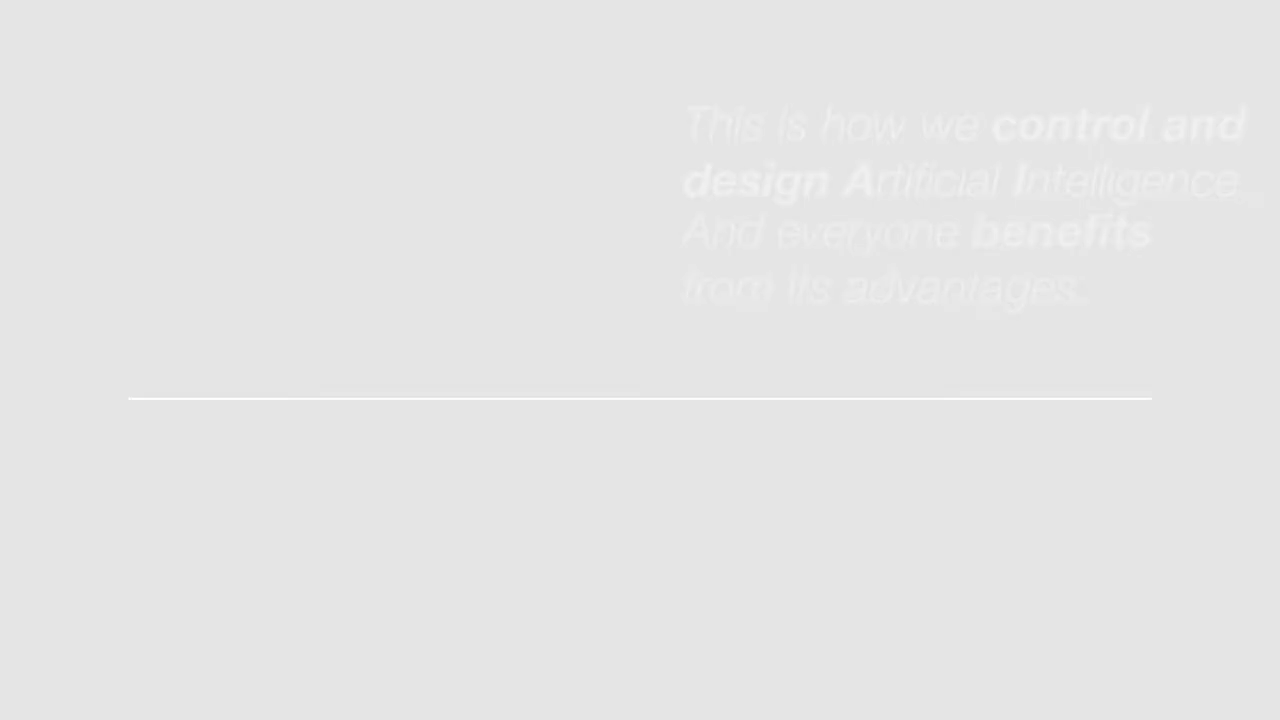 This is how we control and
design Artificial Intelligence.
And everyone benefits
from its advantages.